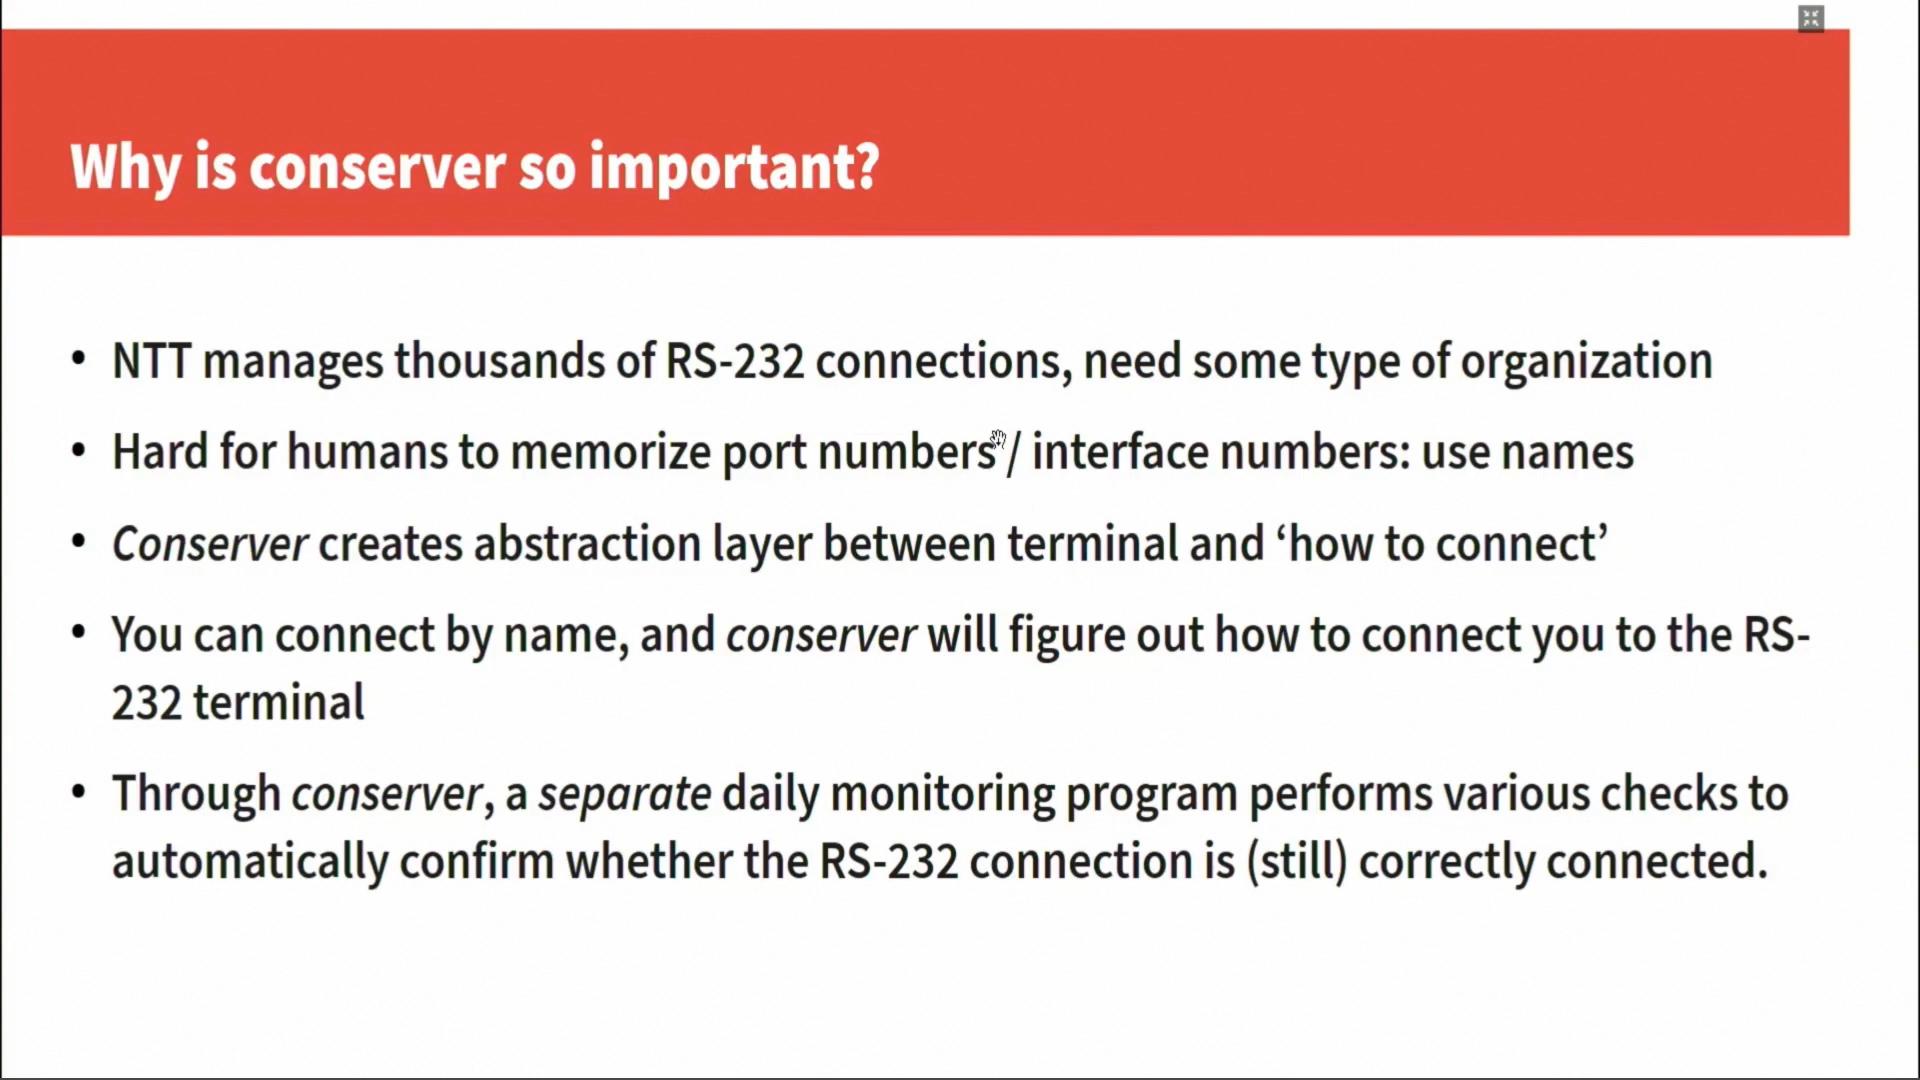 Why is conserver so important?
• NTT manages thousands of RS-232 connections, need some type of organization
• Hard for humans to memorize port numbers / interface numbers: use names
• Conserver creates abstraction layer between terminal and ‘how to connect’
• You can connect by name, and conserver will figure out how to connect you to the RS-
232 terminal
• Through conserver, a separate daily monitoring program performs various checks to
automatically confirm whether the RS-232 connection is (still) correctly connected.